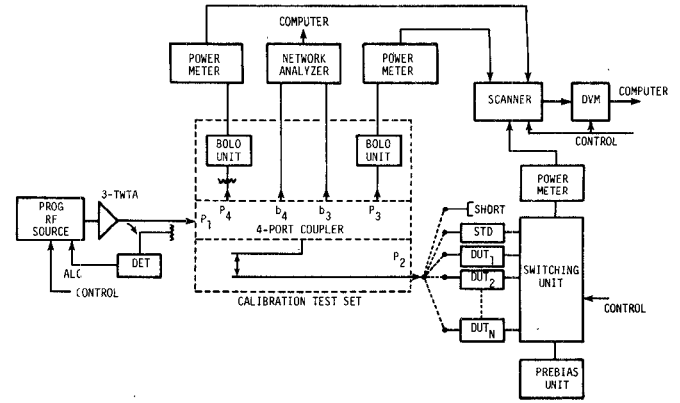 COMPUTER
POWER
METER
NETWORK
ANALYZER
POWER
METER
SCANNER
DVM
COMPUTER
CONTROL
BOLO
UNIT
BOLO
UNIT
POWER
METER
3-TWTA
PROG
RF
SOURCE
P1
P4
b4
b3
P3
4-PORT COUPLER
SHORT
STD
DUT1
DUT2
DUTN
SWITCHING
UNIT
P2
ALC
DET
CONTROL
CALIBRATION TEST SET
CONTROL
PREBIAS
UNIT